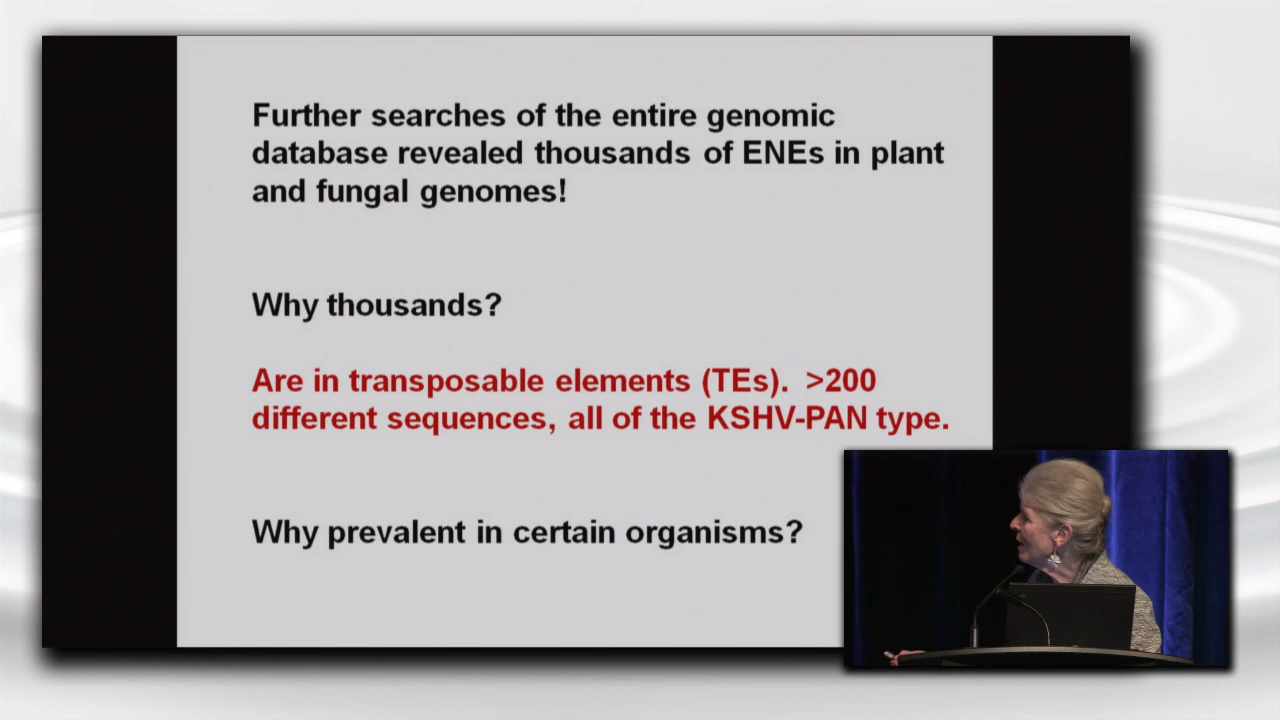 Further searches of the entire genomic
database revealed thousands of ENEs in plant
and fungal genomes!
Why thousands?
Are in transposable elements (TEs).  >200
different sequences, all of the KSHV-PAN type.
Why prevalent in certain organisms?